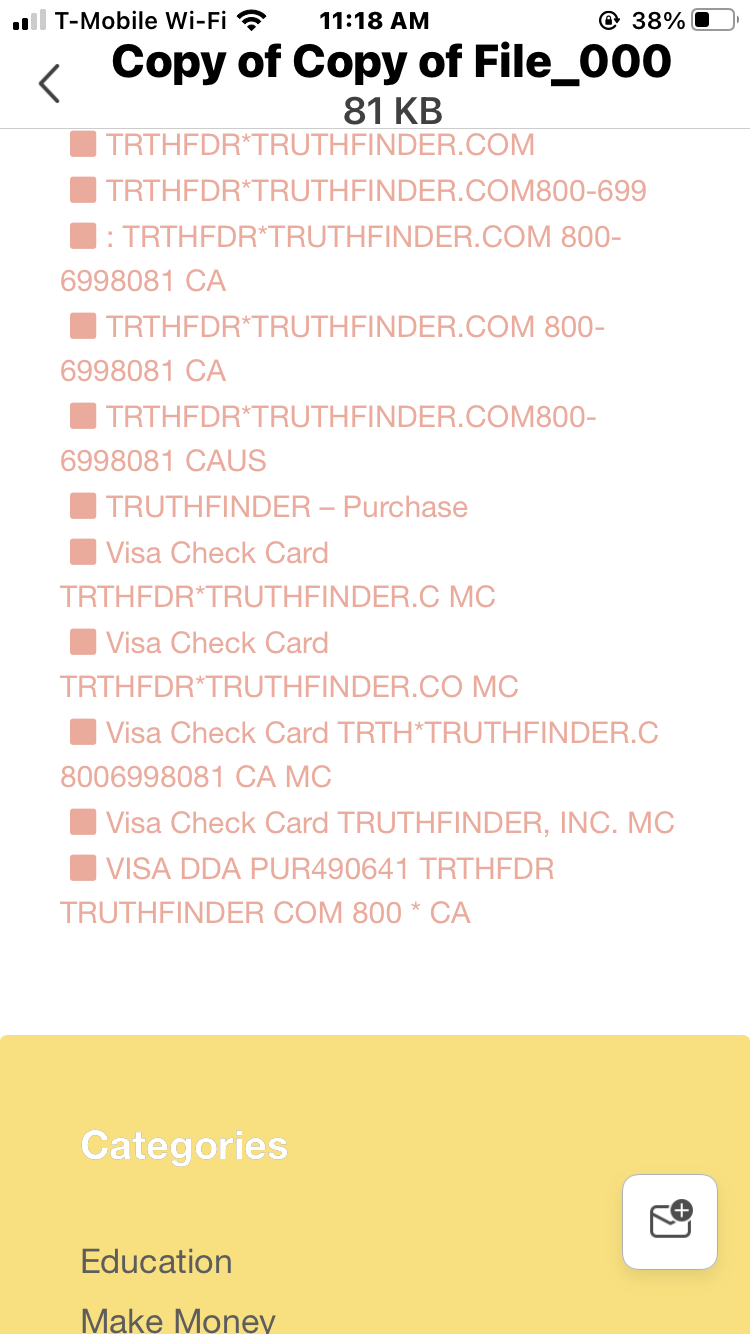 T-Mobile Wi-Fi 11:18 AM 38%
Copy of Copy of File_000
81 KB
TRTHFDR*TRUTHFINDER.COM
TRTHFDR*TRUTHFINDER.COM800-699
: TRTHFDR*TRUTHFINDER.COM 800-
6998081 CA
TRTHFDR*TRUTHFINDER.COM 800-
6998081 CA
TRTHFDR*TRUTHFINDER.COM800-
6998081 CAUS
TRUTHFINDER – Purchase
Visa Check Card
TRTHFDR*TRUTHFINDER.C MC
Visa Check Card
TRTHFDR*TRUTHFINDER.CO MC
Visa Check Card TRTH*TRUTHFINDER.C
8006998081 CA MC
Visa Check Card TRUTHFINDER, INC. MC
VISA DDA PUR490641 TRTHFDR
TRUTHFINDER COM 800 * CA
Categories
Education
Make Money